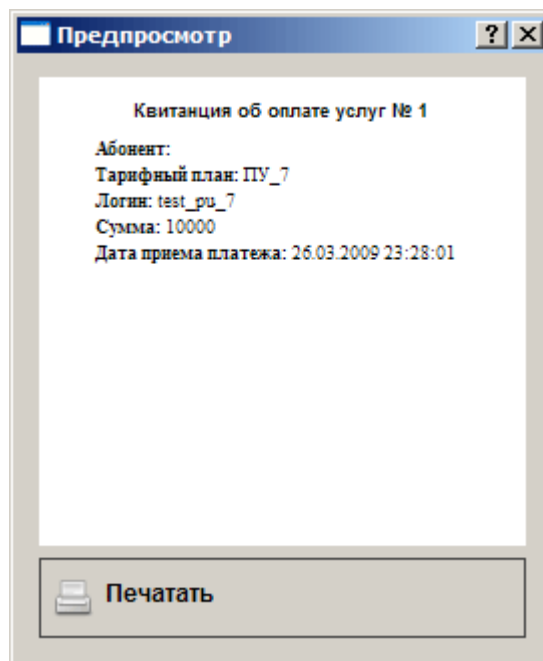 Предпросмотр
Квитанция об оплате услуг № 1
Абонент:
Тарифный план: ПУ_7
Логин: test_pu_7
Сумма: 10000
Дата приема платежа: 26.03.2009 23:28:01
Печатать